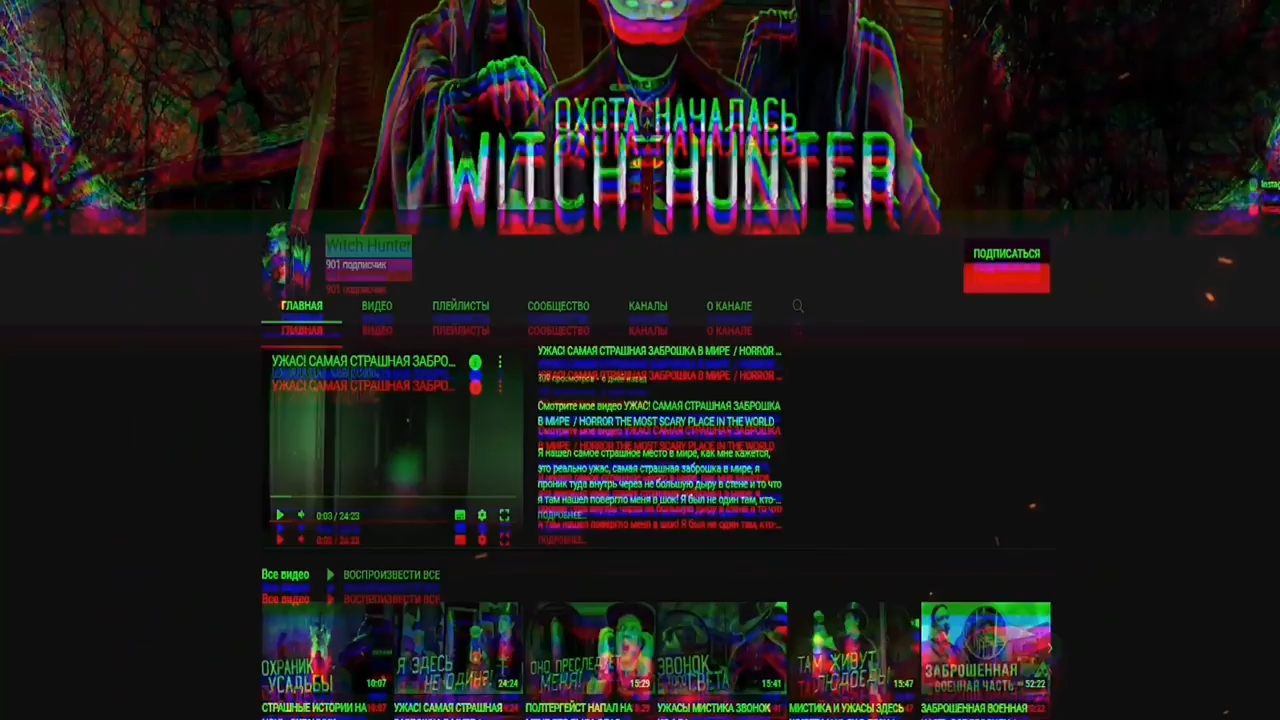 ОХОТА НАЧАЛАСЬ
WITCH HUNTER
Witch Hunter
901 подписчик
ПОДПИСАТЬСЯ
ГЛАВНАЯ ВИДЕО ПЛЕЙЛИСТЫ СООБЩЕСТВО КАНАЛЫ О КАНАЛЕ
УЖАС! САМАЯ СТРАШНАЯ ЗАБРО...
0:03 / 24:23
УЖАС! САМАЯ СТРАШНАЯ ЗАБРОШКА В МИРЕ / HORROR ...
просмотров • 6 дней назад
Смотрите мое видео УЖАС! САМАЯ СТРАШНАЯ ЗАБРОШКА
В МИРЕ / HORROR THE MOST SCARY PLACE IN THE WORLD
Я нашел самое страшное место в мире, как мне кажется,
это реально ужас, самая страшная заброшка в мире, я
проник туда внутрь через не большую дыру в стене и то что
я там нашел повергло меня в шок! Я был не один там, кто-...
ПОДРОБНЕЕ...
Все видео ВОСПРОИЗВЕСТИ ВСЕ
ОХРАНИК
УСАДЬБЫ
10:07
Я ЗДЕСЬ
НЕ ОДИН?!
24:24
ОНО ПРЕСЛЕДУЕТ
МЕНЯ!
15:29
ЗВОНОК
С ТОГО СВЕТА
15:41
ТАМ ЖИВУТ
ЛЮДОЕДЫ!
15:47
ЗАБРОШЕННАЯ
ВОЕННАЯ ЧАСТЬ
52:22
СТРАШНЫЕ ИСТОРИИ НА
УЖАС! САМАЯ СТРАШНАЯ
ПОЛТЕРГЕЙСТ НАПАЛ НА
УЖАСЫ МИСТИКА ЗВОНОК
МИСТИКА И УЖАСЫ ЗДЕСЬ
ЗАБРОШЕННАЯ ВОЕННАЯ